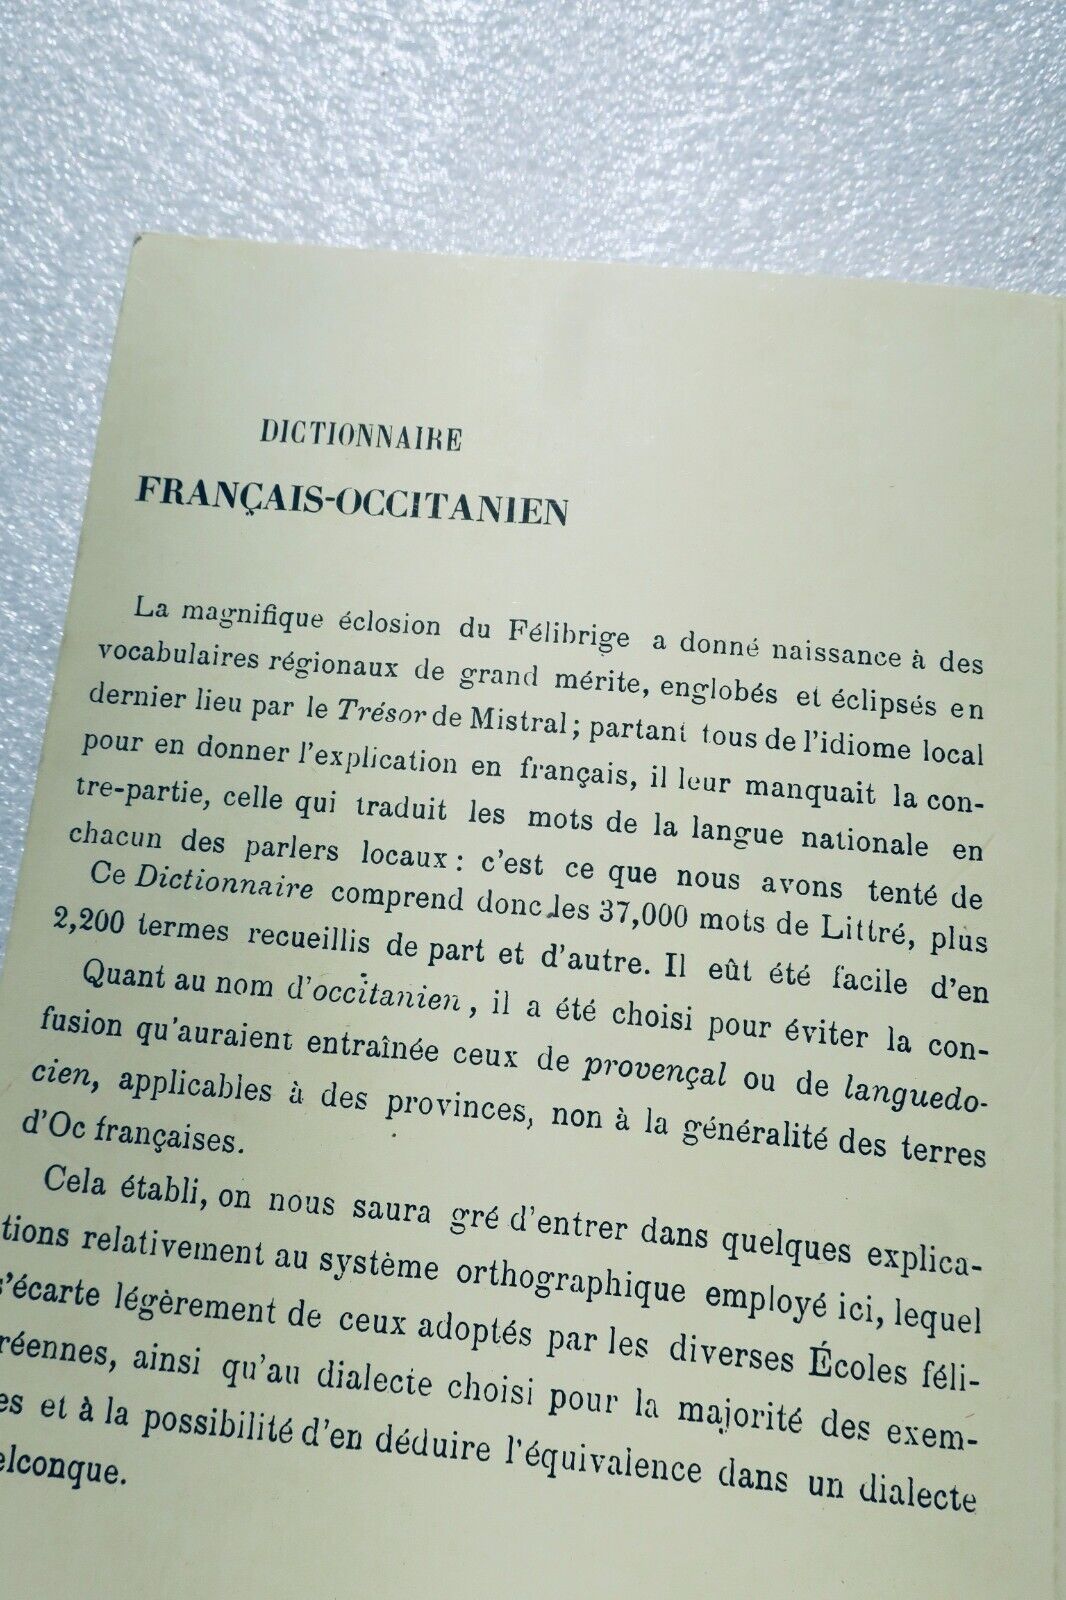 DICTIONNAIRE
FRANÇAIS-OCCITANIEN
La magnifique éclosion du Félibrige a donné naissance à des
vocabulaires régionaux de grand mérite, englobés et éclipsés en
dernier lieu par le Trésor de Mistral; partant tous de l'idiome local
pour en donner l'explication en français, il leur manquait la con-
tre-partie, celle qui traduit les mots de la langue nationale en
chacun des parlers locaux: c'est ce que nous avons tenté de
Ce Dictionnaire comprend donc les 37,000 mots de Littré, plus
2,200 termes recueillis de part et d'autre. Il eût été facile d'en
Quant au nom d'occitanien, il a été choisi pour éviter la con-
fusion qu'auraient entraînée ceux de provençal ou de languedo-
cien, applicables à des provinces, non à la généralité des terres
d'Oc françaises.
Cela établi, on nous saura gré d'entrer dans quelques explica-
tions relativement au système orthographique employé ici, lequel
s'écarte légèrement de ceux adoptés par les diverses Écoles féli-
réennes, ainsi qu'au dialecte choisi pour la majorité des exem-
es et à la possibilité d'en déduire l'équivalence dans un dialecte
elconque.